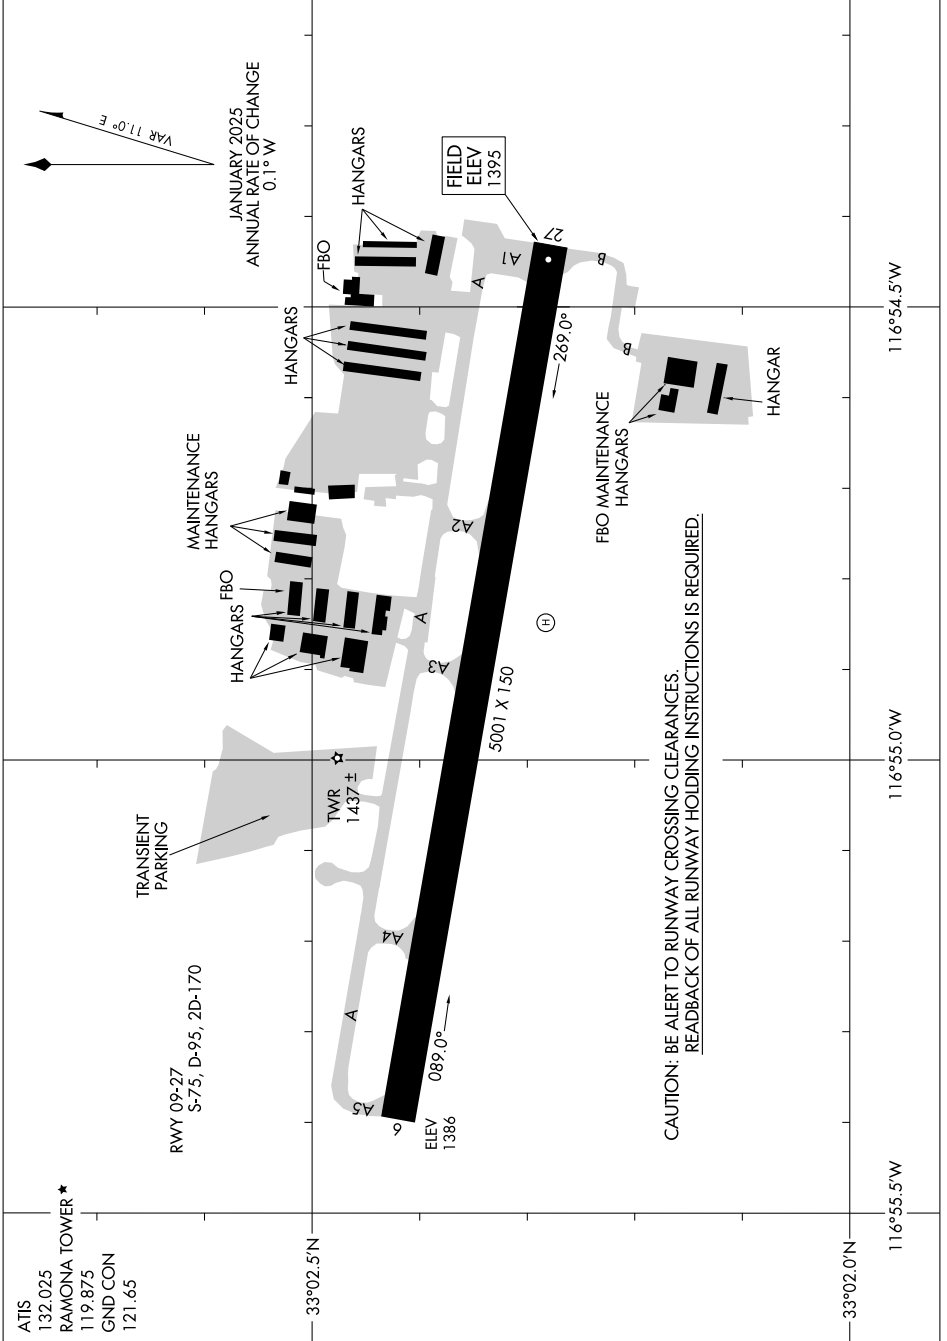 ATIS
132.025
RAMONA TOWER ★
119.875
GND CON
121.65
RWY 09-27
S-75, D-95, 2D-170
TRANSIENT
PARKING
TWR
1437 ±
HANGARS
FBO
MAINTENANCE
HANGARS
HANGARS
FBO
HANGARS
JANUARY 2025
ANNUAL RATE OF CHANGE
0.1° W
VAR 11.0° E
FIELD
ELEV
1395
A5
A
A4
A3
A
A2
A
A1
9
ELEV
1386
089.0°
5001 X 150
269.0°
27
B
B
H
FBO MAINTENANCE
HANGARS
HANGAR
CAUTION: BE ALERT TO RUNWAY CROSSING CLEARANCES.
READBACK OF ALL RUNWAY HOLDING INSTRUCTIONS IS REQUIRED.
33°02.5'N
33°02.0'N
116°55.5'W
116°55.0'W
116°54.5'W